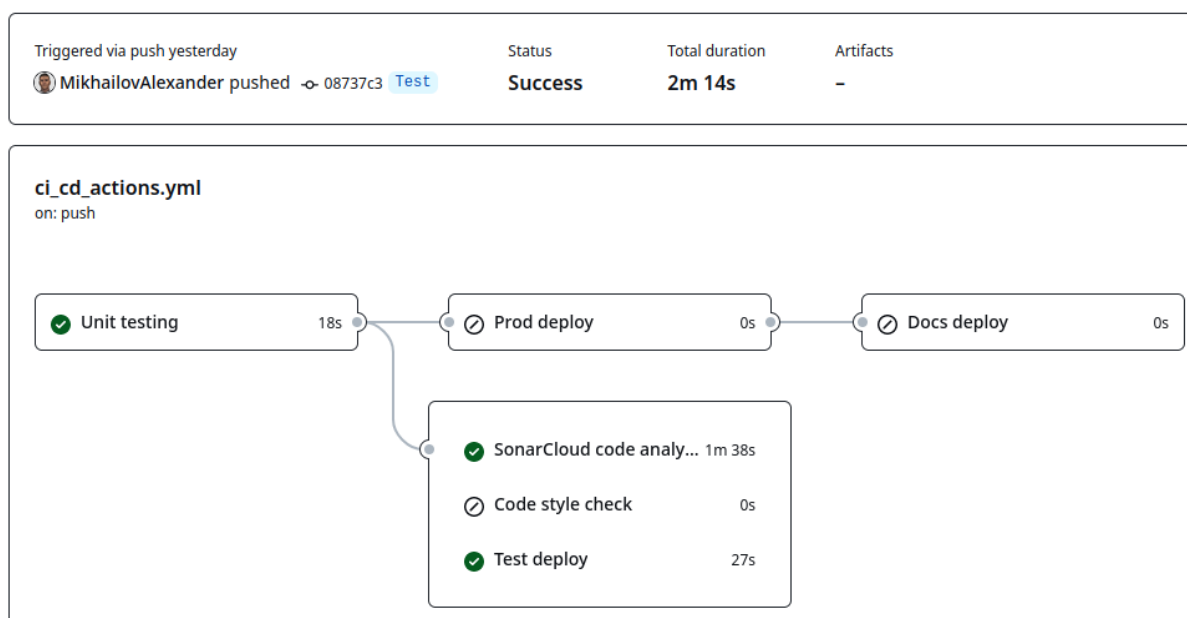 Triggered via push yesterday
Status
Total duration
Artifacts
MikhailovAlexander pushed 08737c3 Test
Success
2m 14s
–
ci_cd_actions.yml
on: push
Unit testing 18s
Prod deploy 0s
Docs deploy 0s
SonarCloud code analy... 1m 38s
Code style check 0s
Test deploy 27s